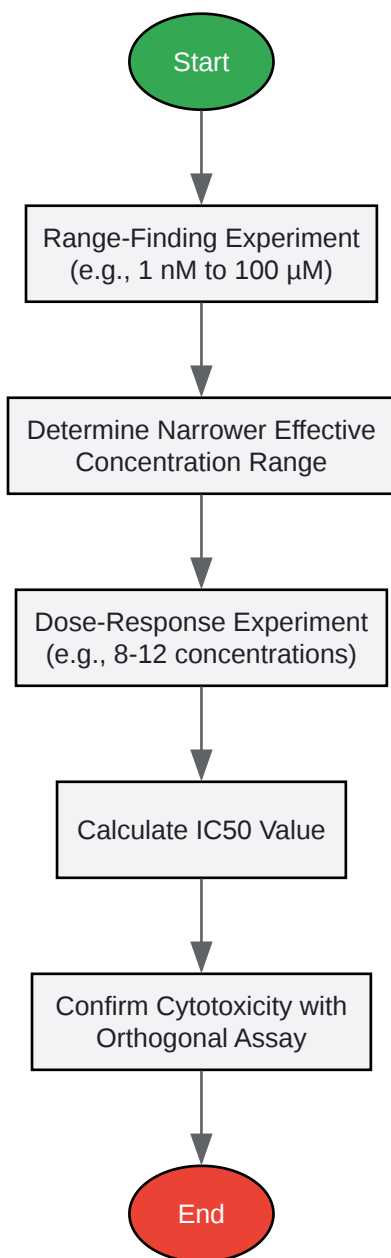 Start
Range-Finding Experiment
(e.g., 1 nM to 100 µM)
Determine Narrower Effective
Concentration Range
Dose-Response Experiment
(e.g., 8-12 concentrations)
Calculate IC50 Value
Confirm Cytotoxicity with
Orthogonal Assay
End